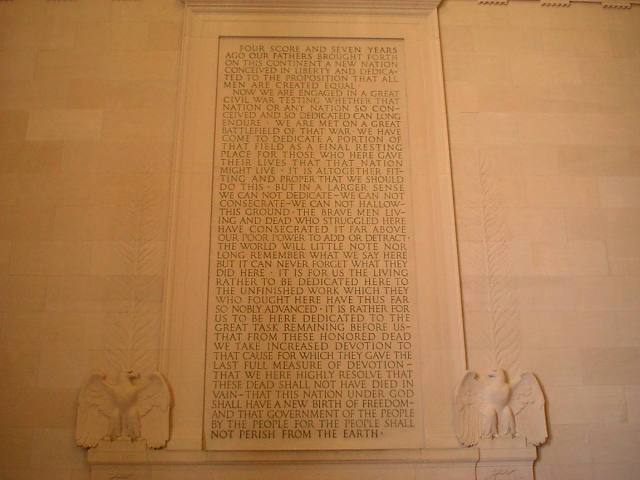 FOUR SCORE AND SEVEN YEARS
AGO OUR FATHERS BROUGHT FORTH
ON THIS CONTINENT A NEW NATION
CONCEIVED IN LIBERTY AND DEDICA-
TED TO THE PROPOSITION THAT ALL
MEN ARE CREATED EQUAL ·
NOW WE ARE ENGAGED IN A GREAT
CIVIL WAR TESTING WHETHER THAT
NATION OR ANY NATION SO CON-
CEIVED AND SO DEDICATED CAN LONG
ENDURE · WE ARE MET ON A GREAT
BATTLEFIELD OF THAT WAR · WE HAVE
COME TO DEDICATE A PORTION OF
THAT FIELD AS A FINAL RESTING
PLACE FOR THOSE WHO HERE GAVE
THEIR LIVES THAT THAT NATION
MIGHT LIVE · IT IS ALTOGETHER FIT-
TING AND PROPER THAT WE SHOULD
DO THIS · BUT IN A LARGER SENSE
WE CAN NOT DEDICATE—WE CAN NOT
CONSECRATE—WE CAN NOT HALLOW—
THIS GROUND · THE BRAVE MEN LIV-
ING AND DEAD WHO STRUGGLED HERE
HAVE CONSECRATED IT FAR ABOVE
OUR POOR POWER TO ADD OR DETRACT ·
THE WORLD WILL LITTLE NOTE NOR
LONG REMEMBER WHAT WE SAY HERE
BUT IT CAN NEVER FORGET WHAT THEY
DID HERE · IT IS FOR US THE LIVING
RATHER TO BE DEDICATED HERE TO
THE UNFINISHED WORK WHICH THEY
WHO FOUGHT HERE HAVE THUS FAR
SO NOBLY ADVANCED · IT IS RATHER FOR
US TO BE HERE DEDICATED TO THE
GREAT TASK REMAINING BEFORE US—
THAT FROM THESE HONORED DEAD
WE TAKE INCREASED DEVOTION TO
THAT CAUSE FOR WHICH THEY GAVE THE
LAST FULL MEASURE OF DEVOTION—
THAT WE HERE HIGHLY RESOLVE THAT
THESE DEAD SHALL NOT HAVE DIED IN
VAIN—THAT THIS NATION UNDER GOD
SHALL HAVE A NEW BIRTH OF FREEDOM—
AND THAT GOVERNMENT OF THE PEOPLE
BY THE PEOPLE FOR THE PEOPLE SHALL
NOT PERISH FROM THE EARTH ·